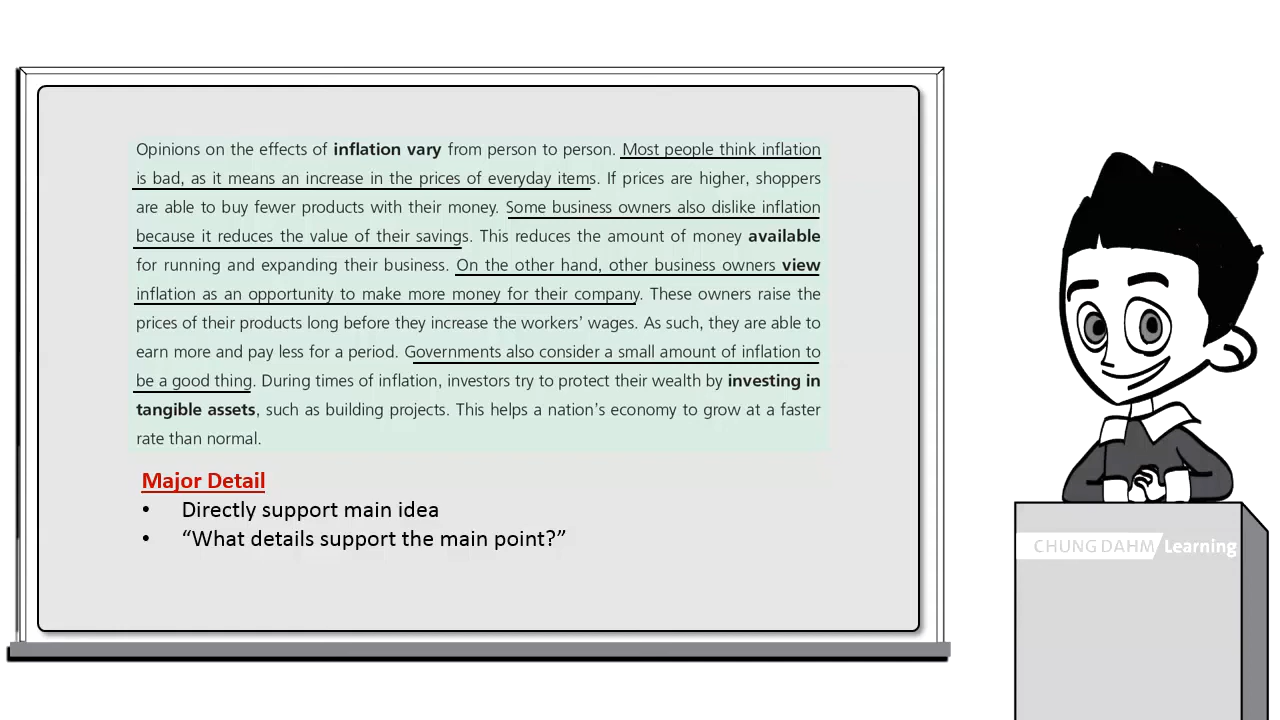 Opinions on the effects of inflation vary from person to person. Most people think inflation
is bad, as it means an increase in the prices of everyday items. If prices are higher, shoppers
are able to buy fewer products with their money. Some business owners also dislike inflation
because it reduces the value of their savings. This reduces the amount of money available
for running and expanding their business. On the other hand, other business owners view
inflation as an opportunity to make more money for their company. These owners raise the
prices of their products long before they increase the workers’ wages. As such, they are able to
earn more and pay less for a period. Governments also consider a small amount of inflation to
be a good thing. During times of inflation, investors try to protect their wealth by investing in
tangible assets, such as building projects. This helps a nation’s economy to grow at a faster
rate than normal.
Major Detail
• Directly support main idea
• “What details support the main point?”
CHUNG DAHM Learning